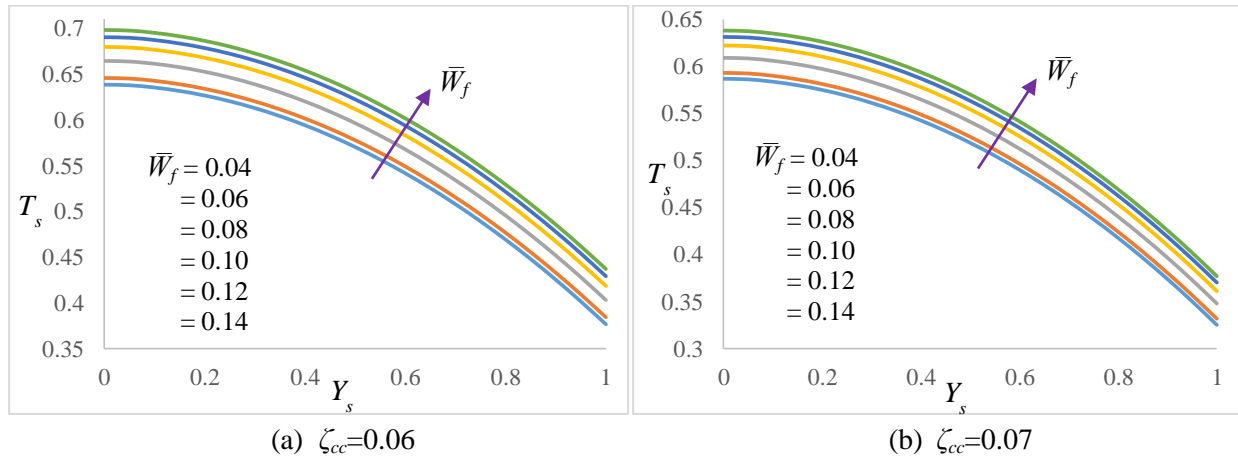 0.7
0.65
0.6
0.55
0.5
0.45
0.4
0.35
T_s
W̅_f
W̅_f = 0.04
= 0.06
= 0.08
= 0.10
= 0.12
= 0.14
0 0.2 0.4 0.6 0.8 1
Y_s
(a) ζ_cc=0.06
0.65
0.6
0.55
0.5
0.45
0.4
0.35
0.3
T_s
W̅_f
W̅_f = 0.04
= 0.06
= 0.08
= 0.10
= 0.12
= 0.14
0 0.2 0.4 0.6 0.8 1
Y_s
(b) ζ_cc=0.07